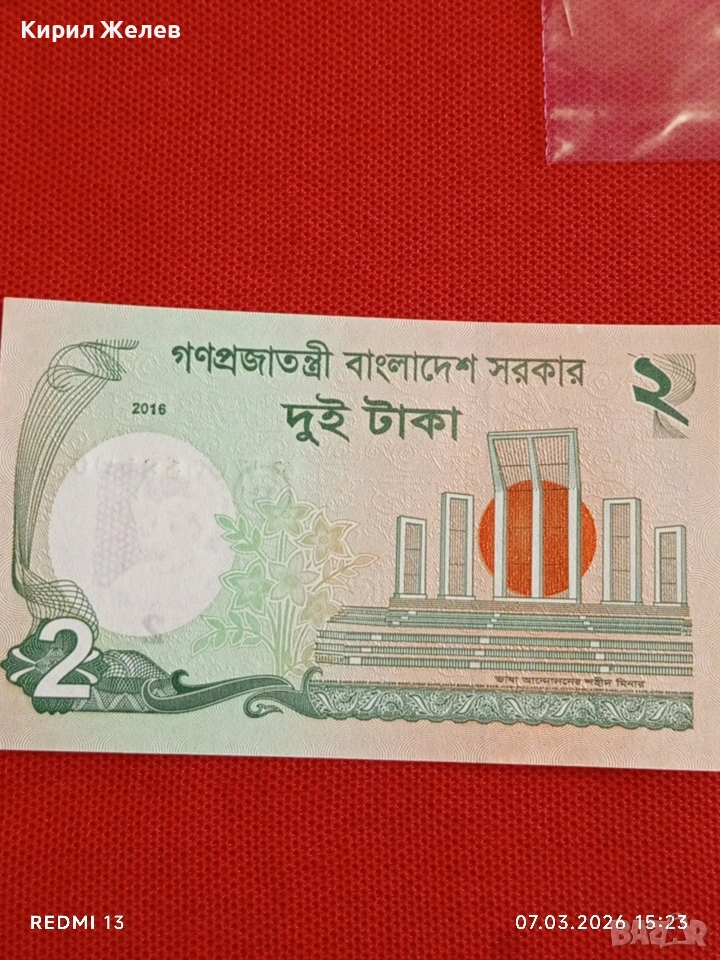 Кирил Желев
গণপ্রজাতন্ত্রী বাংলাদেশ সরকার
২
2016
দুই টাকা
ভাষা আন্দোলনের শহীদ মিনার
2
REDMI 13
07.03.2026 15:23
BAZAR